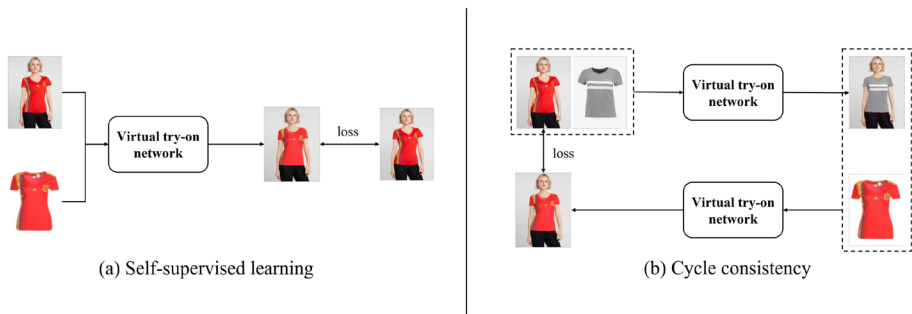 Virtual try-on
network
loss
(a) Self-supervised learning
Virtual try-on
network
loss
Virtual try-on
network
(b) Cycle consistency